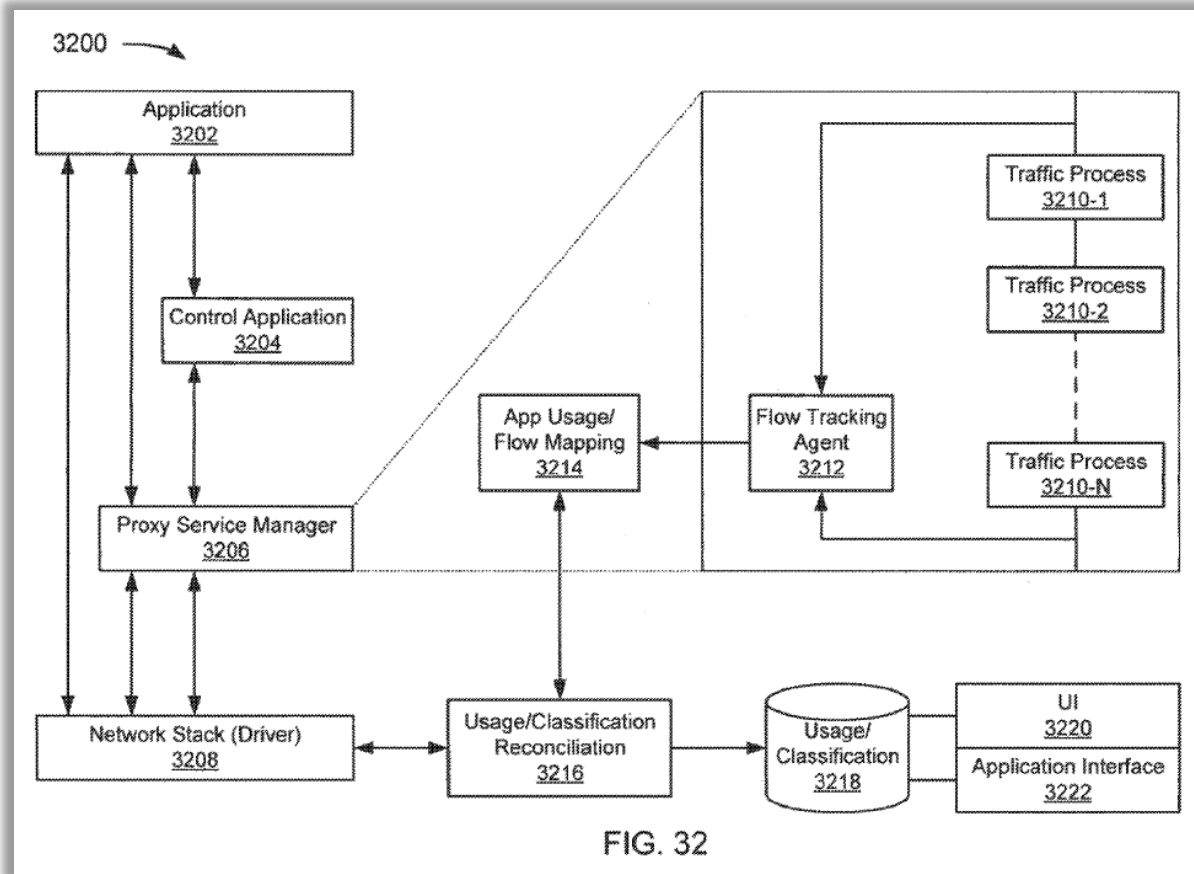 3200
Application
3202
Traffic Process
3210-1
Traffic Process
3210-2
Control Application
3204
App Usage/
Flow Mapping
3214
Flow Tracking
Agent
3212
Traffic Process
3210-N
Proxy Service Manager
3206
Network Stack (Driver)
3208
Usage/Classification
Reconciliation
3216
Usage/
Classification
3218
UI
3220
Application Interface
3222
FIG. 32